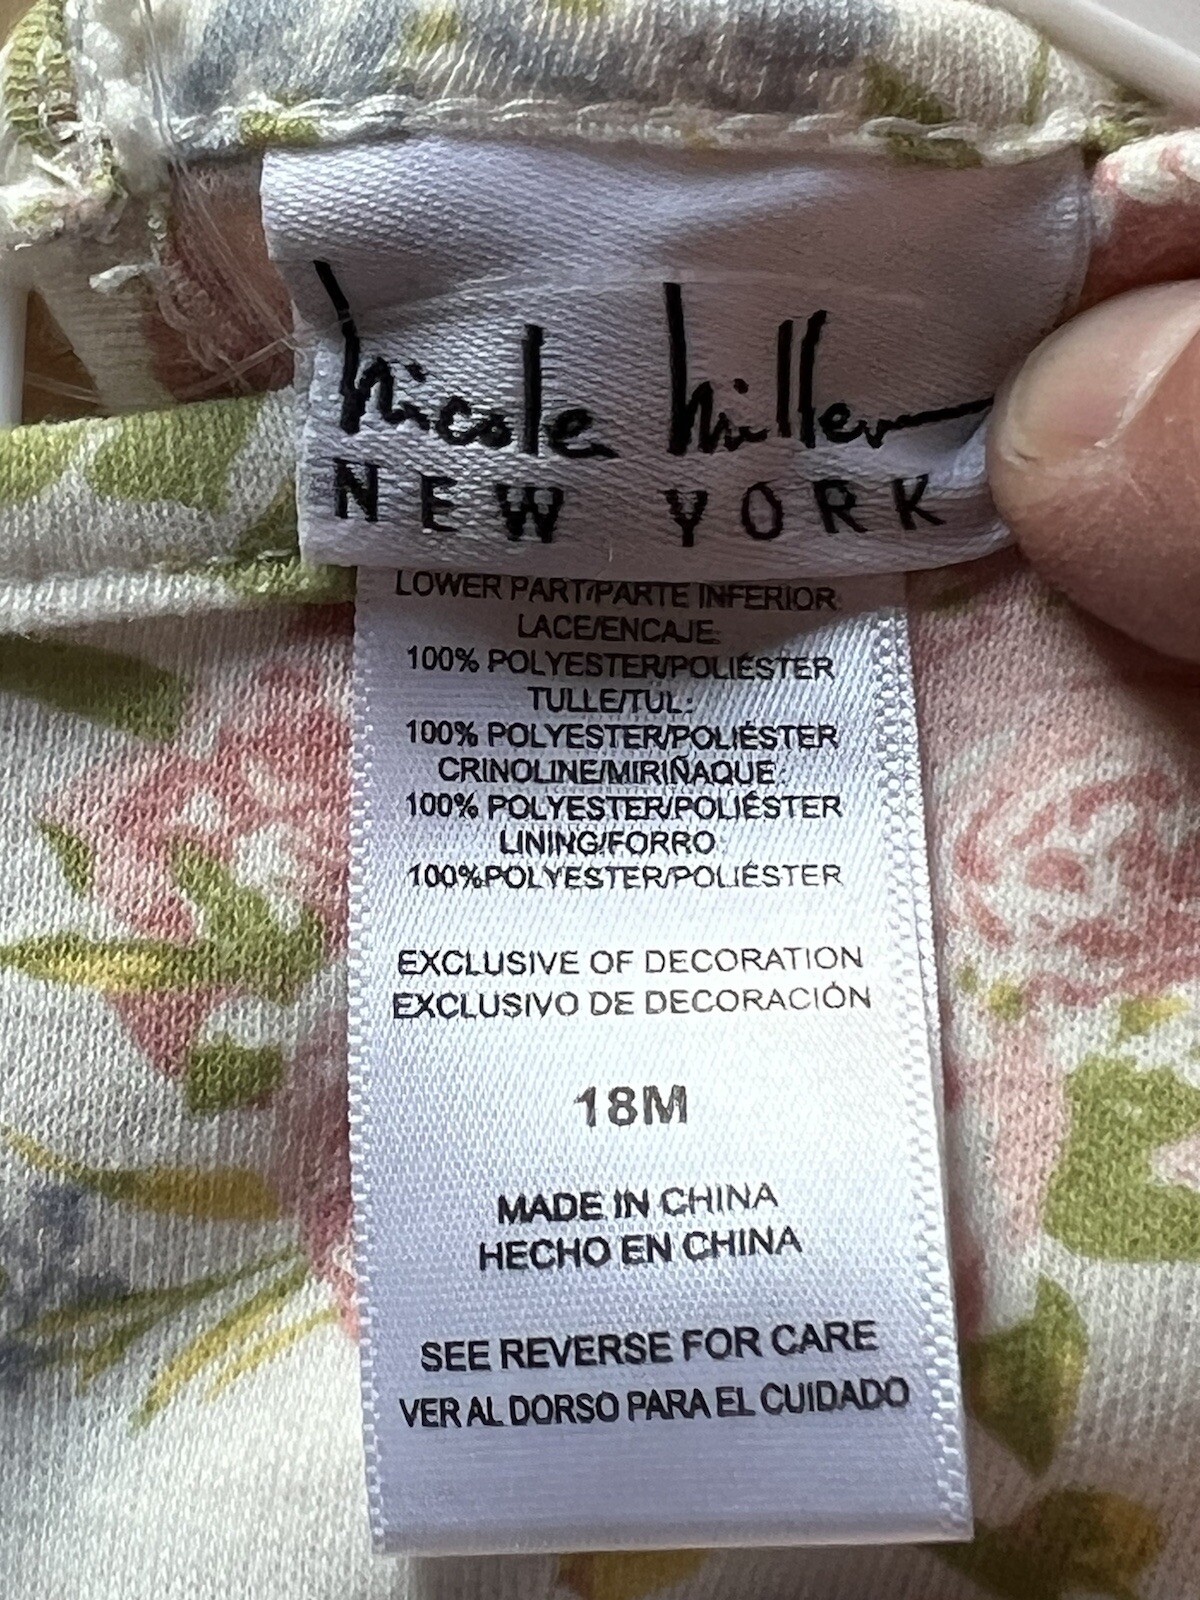 Nicole Miller
NEW YORK
LOWER PART/PARTE INFERIOR
LACE/ENCAJE:
100% POLYESTER/POLIÉSTER
TULLE/TUL:
100% POLYESTER/POLIÉSTER
CRINOLINE/MIRIÑAQUE:
100% POLYESTER/POLIÉSTER
LINING/FORRO:
100%POLYESTER/POLIÉSTER
EXCLUSIVE OF DECORATION
EXCLUSIVO DE DECORACIÓN
18M
MADE IN CHINA
HECHO EN CHINA
SEE REVERSE FOR CARE
VER AL DORSO PARA EL CUIDADO